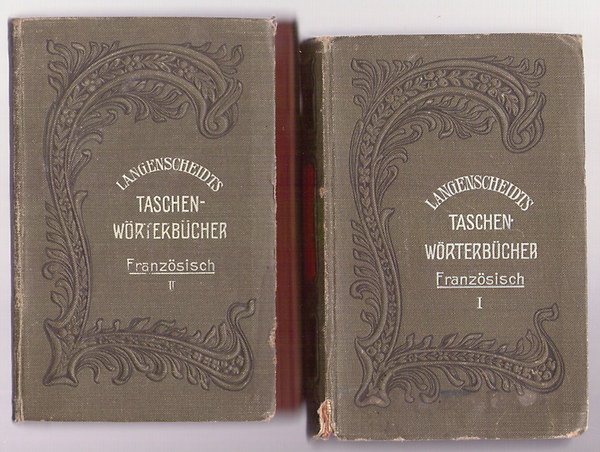 LANGENSCHEIDTS
TASCHEN-
WÖRTERBÜCHER
Französisch
II
LANGENSCHEIDTS
TASCHEN-
WÖRTERBÜCHER
Französisch
I